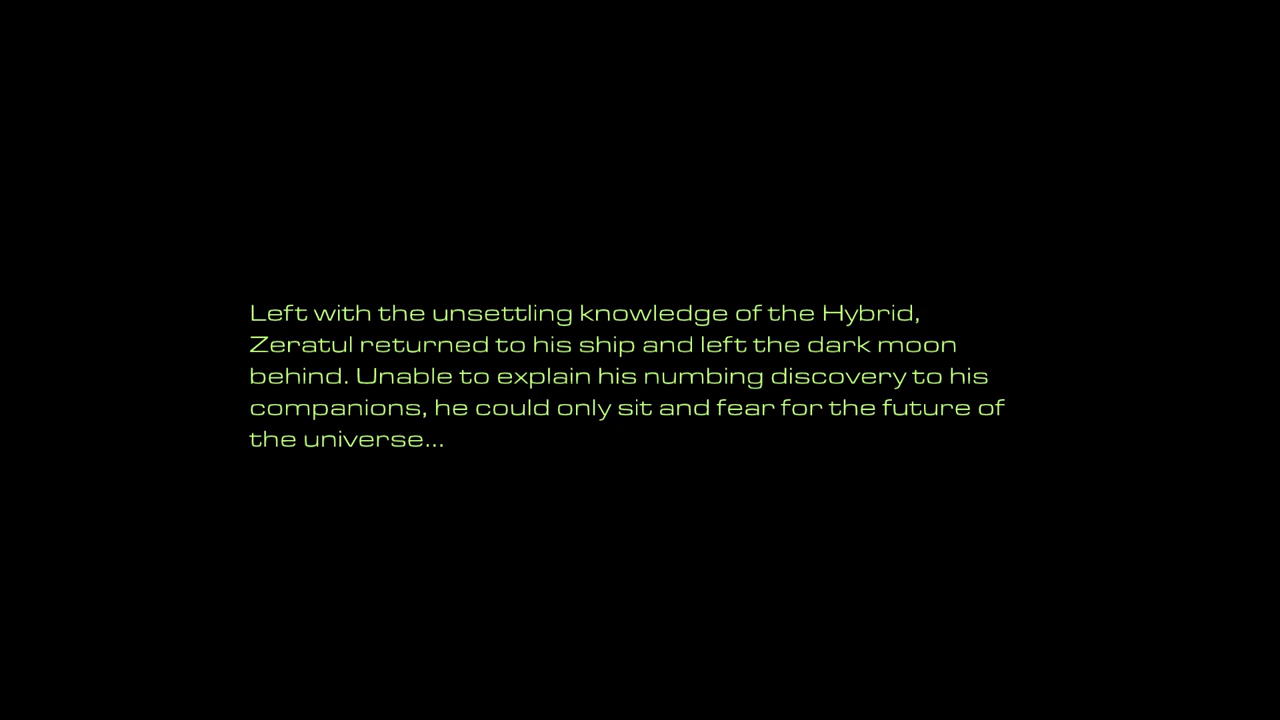 Left with the unsettling knowledge of the Hybrid,
Zeratul returned to his ship and left the dark moon
behind. Unable to explain his numbing discovery to his
companions, he could only sit and fear for the future of
the universe...